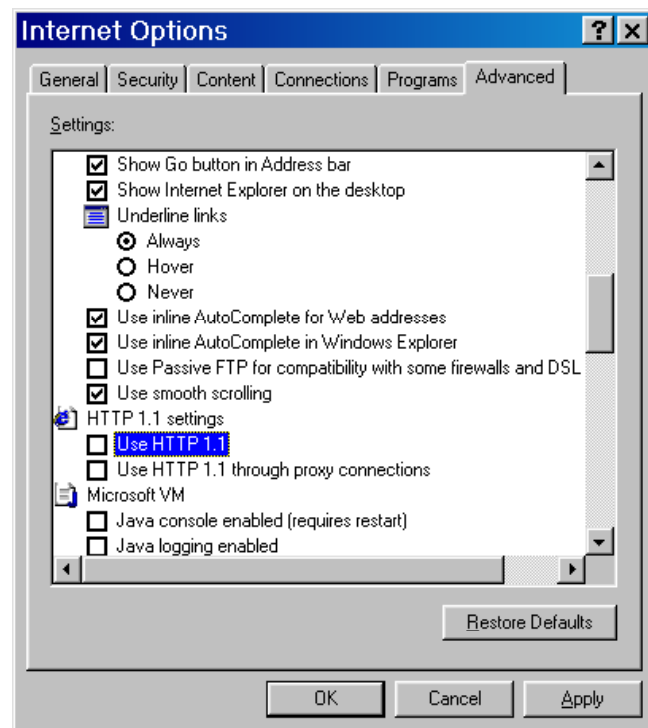 Internet Options
General Security Content Connections Programs Advanced
Settings:
Show Go button in Address bar
Show Internet Explorer on the desktop
Underline links
Always
Hover
Never
Use inline AutoComplete for Web addresses
Use inline AutoComplete in Windows Explorer
Use Passive FTP for compatibility with some firewalls and DSL
Use smooth scrolling
HTTP 1.1 settings
Use HTTP 1.1
Use HTTP 1.1 through proxy connections
Microsoft VM
Java console enabled (requires restart)
Java logging enabled
Restore Defaults
OK Cancel Apply